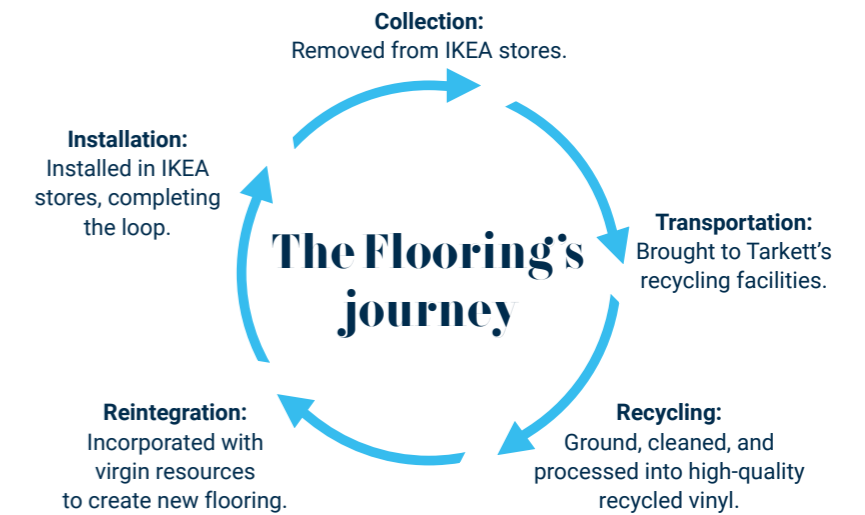 Collection:
Removed from IKEA stores.
Transportation:
Brought to Tarkett's
recycling facilities.
Recycling:
Ground, cleaned, and
processed into high-quality
recycled vinyl.
Reintegration:
Incorporated with
virgin resources
to create new flooring.
Installation:
Installed in IKEA
stores, completing
the loop.
The Flooring's
journey